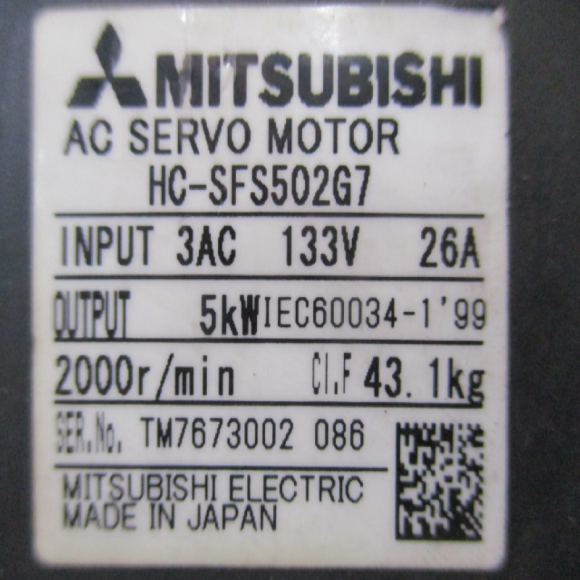 MITSUBISHI
AC SERVO MOTOR
HC-SFS502G7
INPUT 3AC 133V 26A
OUTPUT 5kW IEC60034-1'99
2000r/min CI.F 43.1kg
SER.No. TM7673002 086
MITSUBISHI ELECTRIC
MADE IN JAPAN